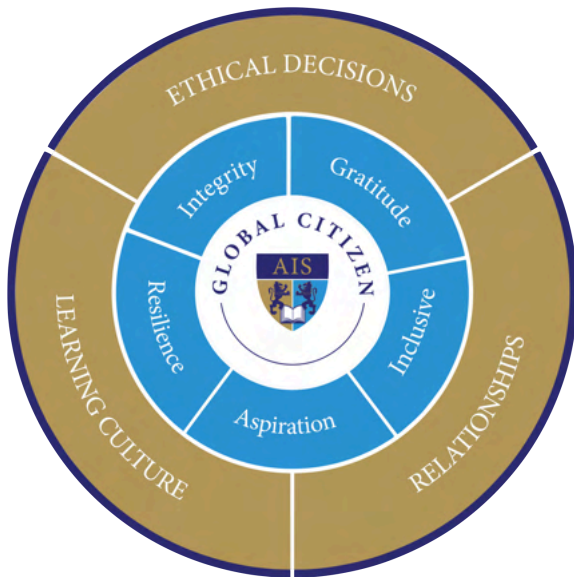 ETHICAL DECISIONS
Integrity
Gratitude
GLOBAL CITIZEN
AIS
Resilience
Inclusive
Aspiration
LEARNING CULTURE
RELATIONSHIPS